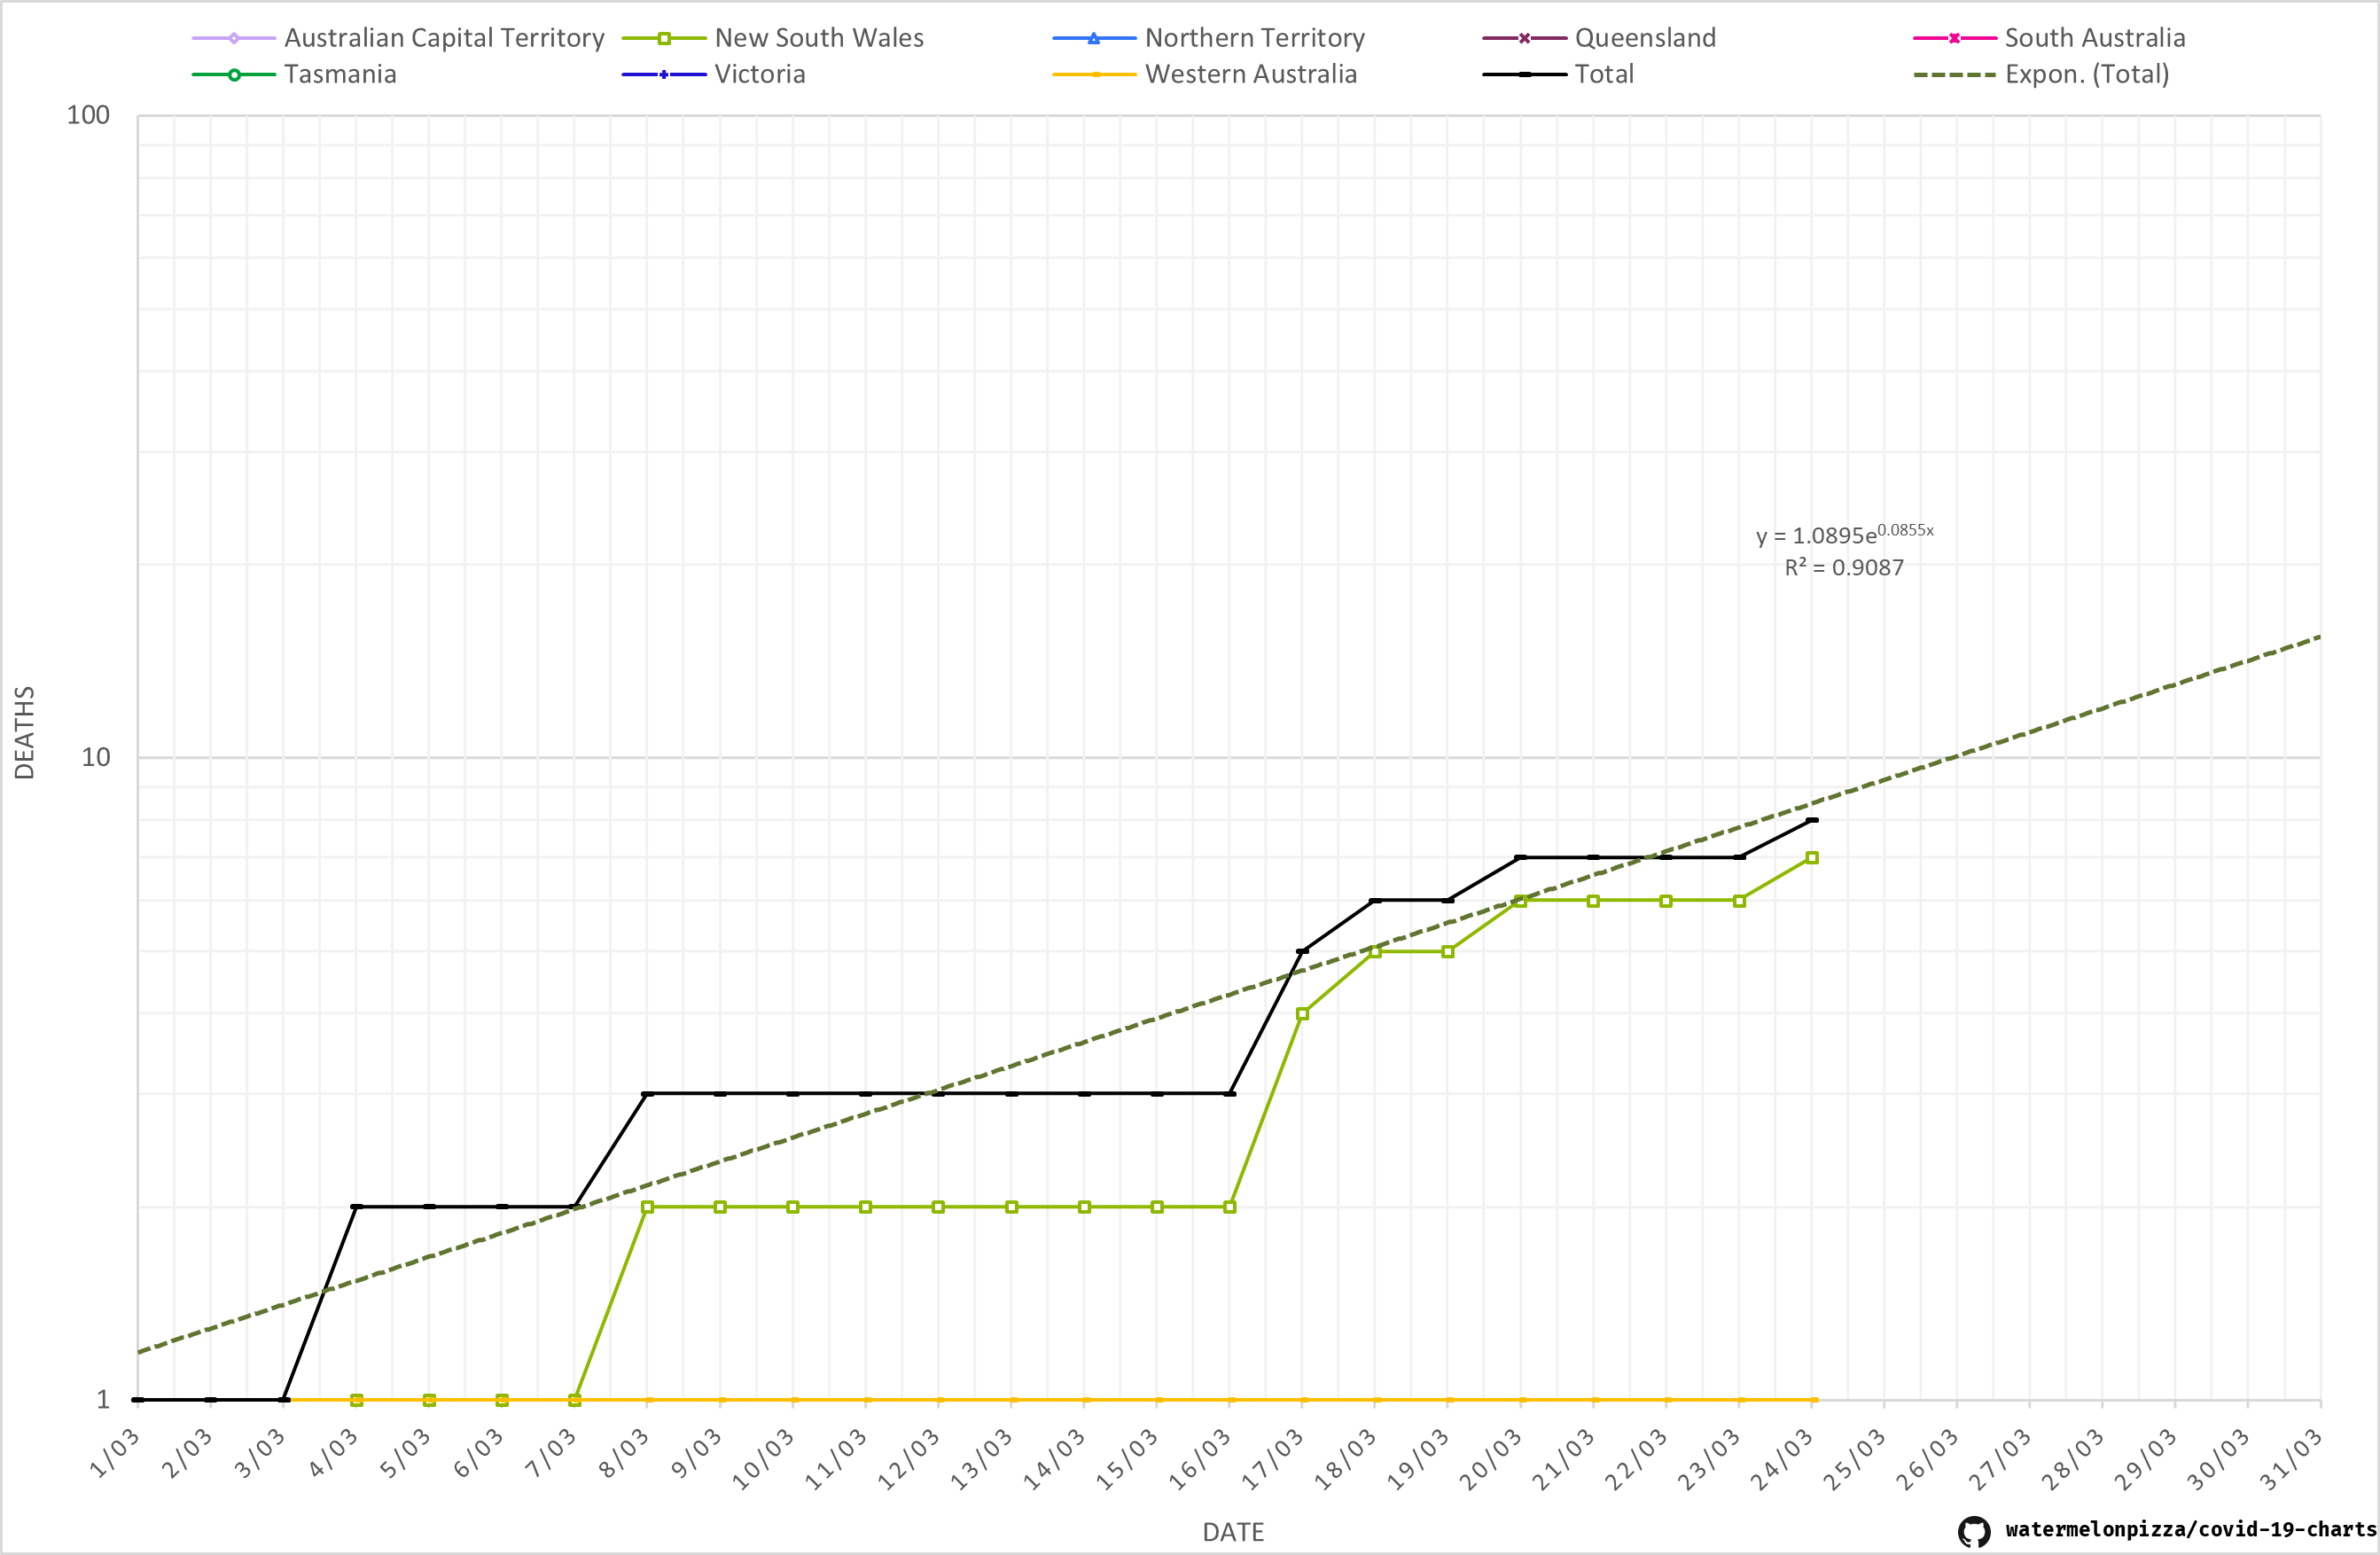 Australian Capital Territory New South Wales Northern Territory Queensland South Australia
Tasmania Victoria Western Australia Total Expon. (Total)
100
10
1
DEATHS
y = 1.0895e^0.0855x
R² = 0.9087
1/03 2/03 3/03 4/03 5/03 6/03 7/03 8/03 9/03 10/03 11/03 12/03 13/03 14/03 15/03 16/03 17/03 18/03 19/03 20/03 21/03 22/03 23/03 24/03 25/03 26/03 27/03 28/03 29/03 30/03 31/03
DATE
watermelonpizza/covid-19-charts